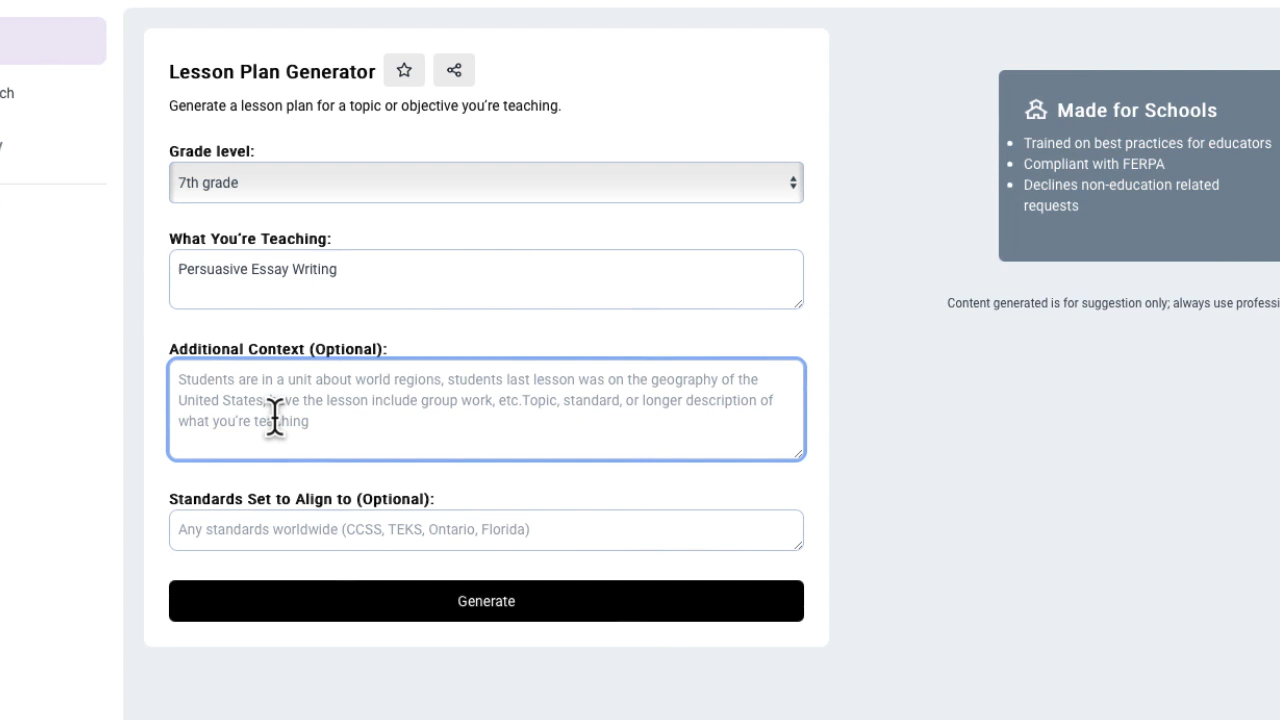 Lesson Plan Generator
Generate a lesson plan for a topic or objective you're teaching.
Grade level:
7th grade
What You're Teaching:
Persuasive Essay Writing
Additional Context (Optional):
Students are in a unit about world regions, students last lesson was on the geography of the
United States, the lesson include group work, etc.Topic, standard, or longer description of
what you're teaching
Standards Set to Align to (Optional):
Any standards worldwide (CCSS, TEKS, Ontario, Florida)
Generate
ch
Made for Schools
Trained on best practices for educators
Compliant with FERPA
Declines non-education related
requests
Content generated is for suggestion only; always use professi